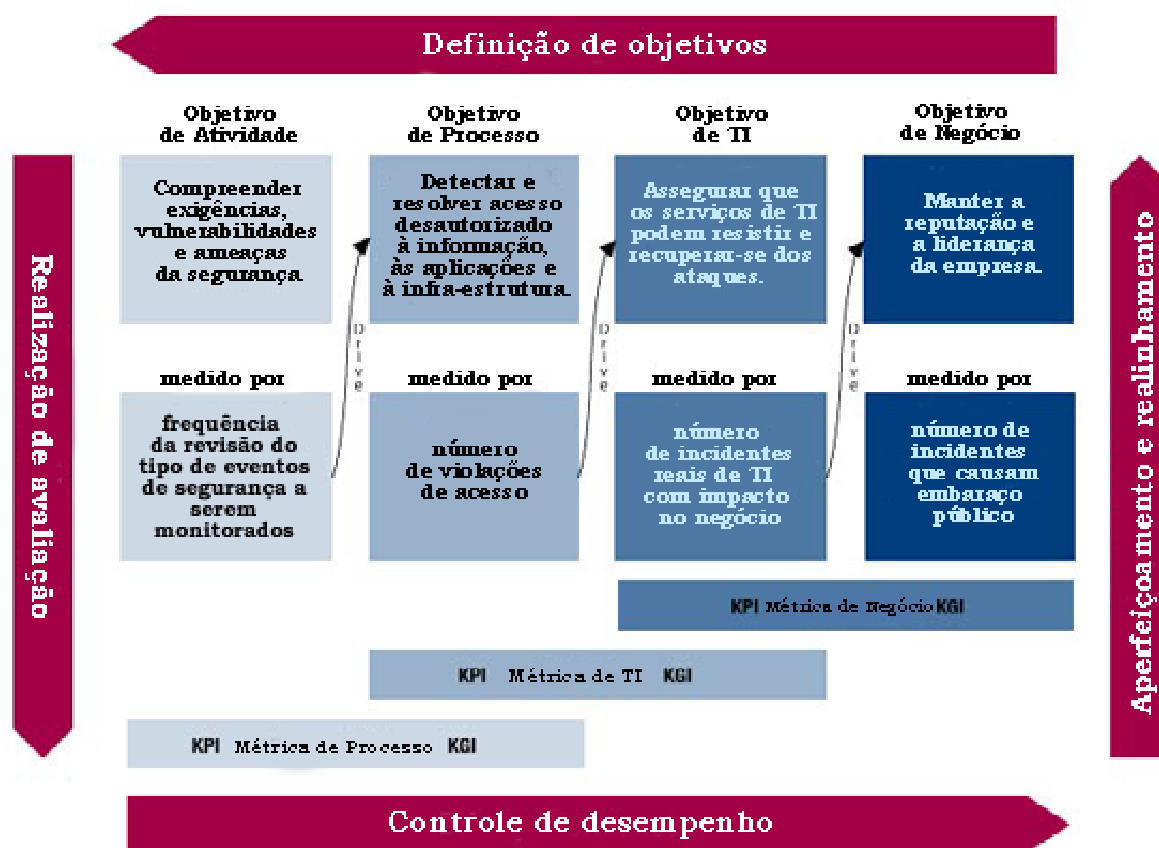 Definição de objetivos
Objetivo
de Atividade
Objetivo
de Processo
Objetivo
de TI
Objetivo
de Negócio
Compreender
exigências,
vulnerabilidades
e ameaças
da segurança
Detectar e
resolver acesso
desautorizado
à informação,
às aplicações e
à infra-estrutura.
Assegurar que
os serviços de TI
podem resistir e
recuperar-se dos
ataques.
Manter a
reputação e
a liderança
da empresa.
Drive
Drive
Drive
medido por
medido por
medido por
medido por
frequência
da revisão do
tipo de eventos
de segurança a
serem
monitorados
número
de violações
de acesso
número
de incidentes
reais de TI
com impacto
no negócio
número de
incidentes
que causam
embaraço
público
KPI Métrica de Negócio KGI
KPI Métrica de TI KGI
KPI Métrica de Processo KGI
Realização de avaliação
Aperfeiçoamento e realinhamento
Controle de desempenho